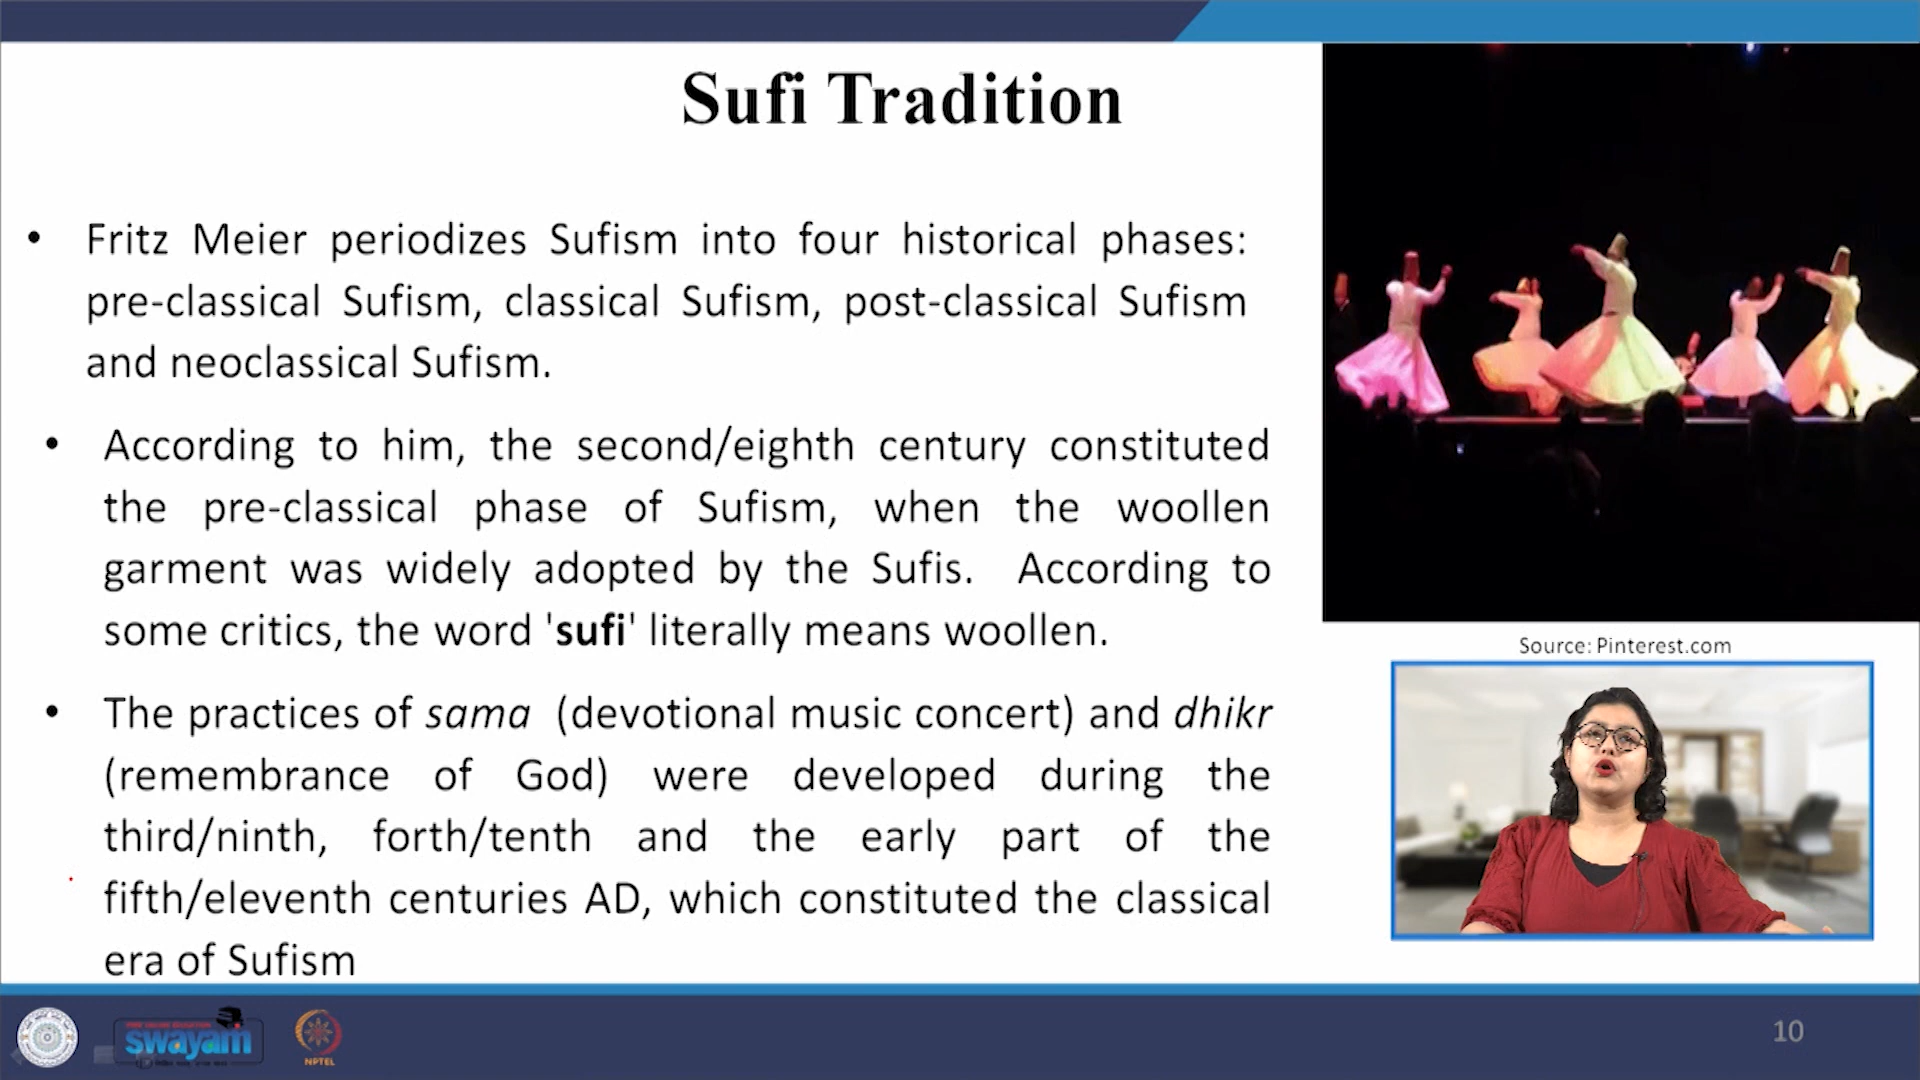 Sufi Tradition
• Fritz Meier periodizes Sufism into four historical phases:
pre-classical Sufism, classical Sufism, post-classical Sufism
and neoclassical Sufism.
• According to him, the second/eighth century constituted
the pre-classical phase of Sufism, when the woollen
garment was widely adopted by the Sufis. According to
some critics, the word 'sufi' literally means woollen.
• The practices of sama (devotional music concert) and dhikr
(remembrance of God) were developed during the
third/ninth, forth/tenth and the early part of the
fifth/eleventh centuries AD, which constituted the classical
era of Sufism
Source: Pinterest.com
swayam
NPTEL
10